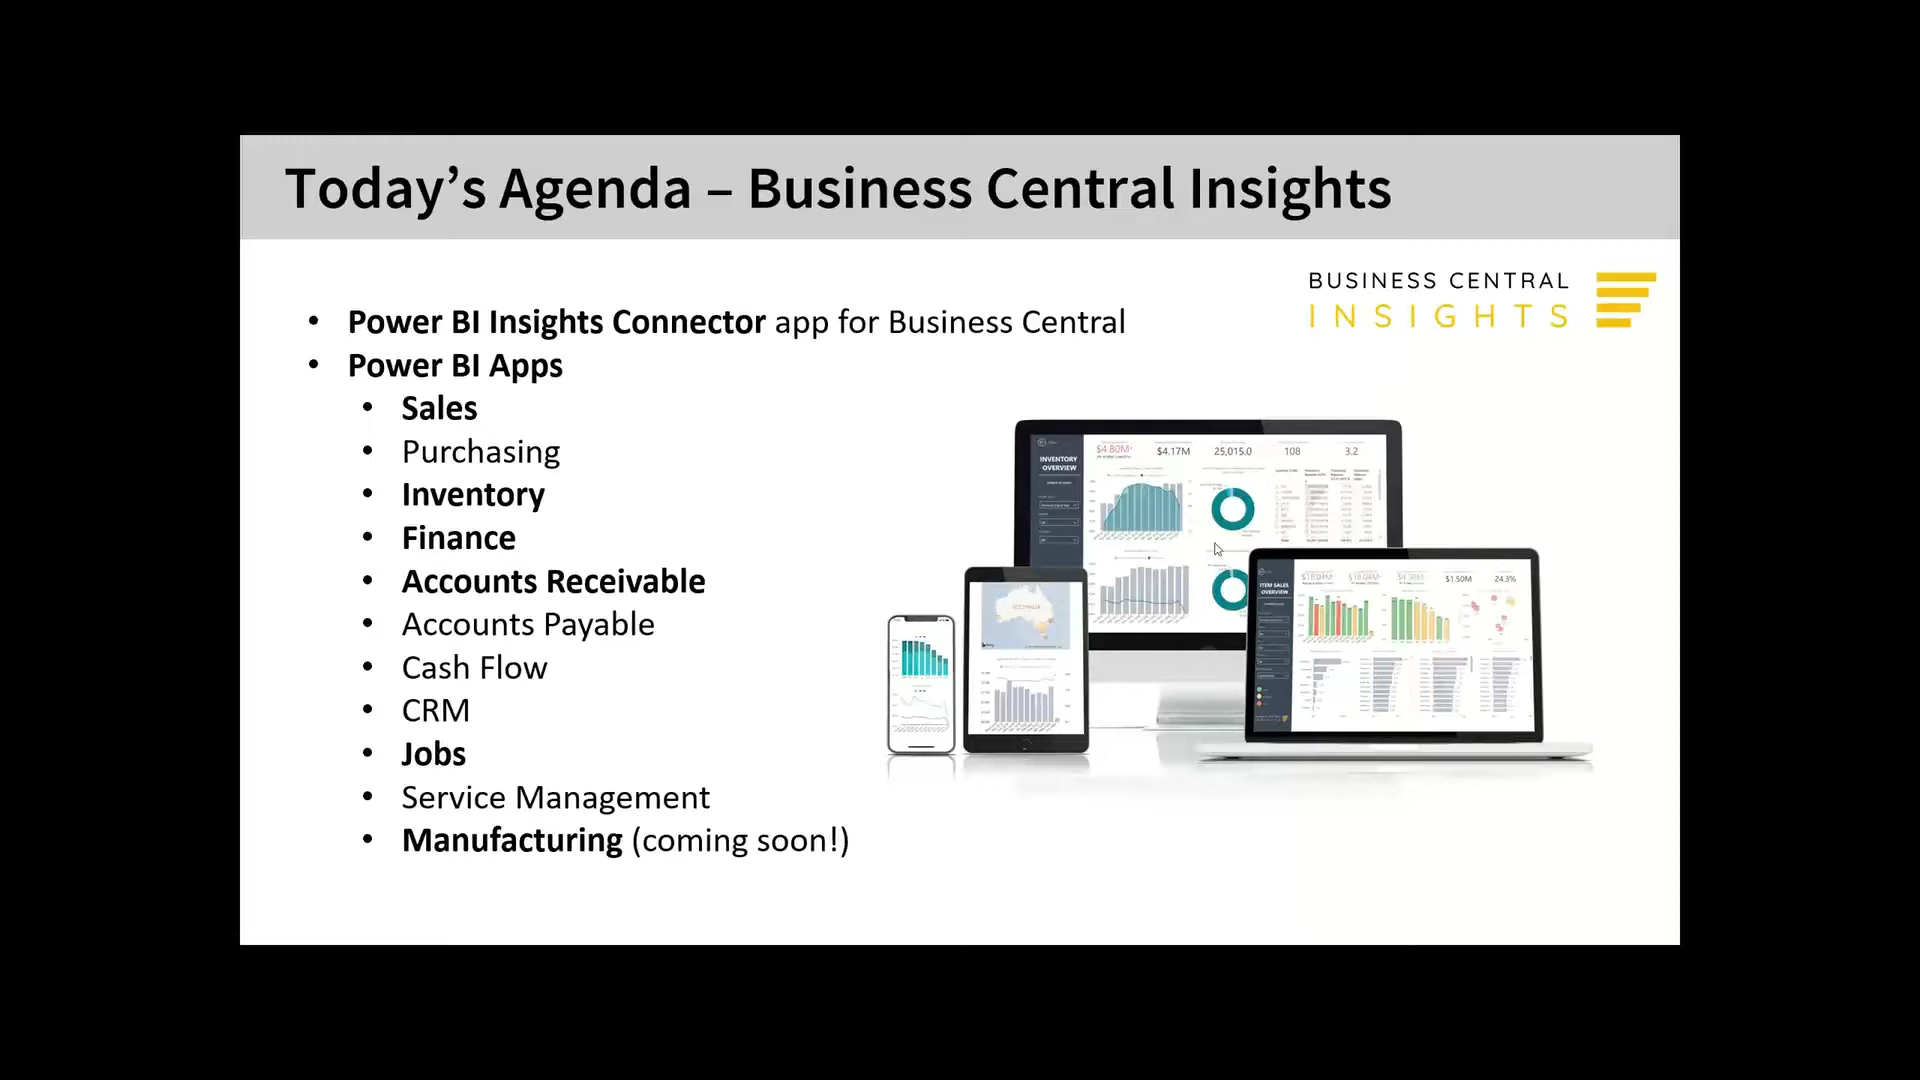 Today’s Agenda – Business Central Insights
BUSINESS CENTRAL
INSIGHTS
• Power BI Insights Connector app for Business Central
• Power BI Apps
• Sales
• Purchasing
• Inventory
• Finance
• Accounts Receivable
• Accounts Payable
• Cash Flow
• CRM
• Jobs
• Service Management
• Manufacturing (coming soon!)
INVENTORY
OVERVIEW
$4.80M
$4.17M
25,015.0
108
3.2
ITEM SALES
OVERVIEW
$1.50M
24.3%